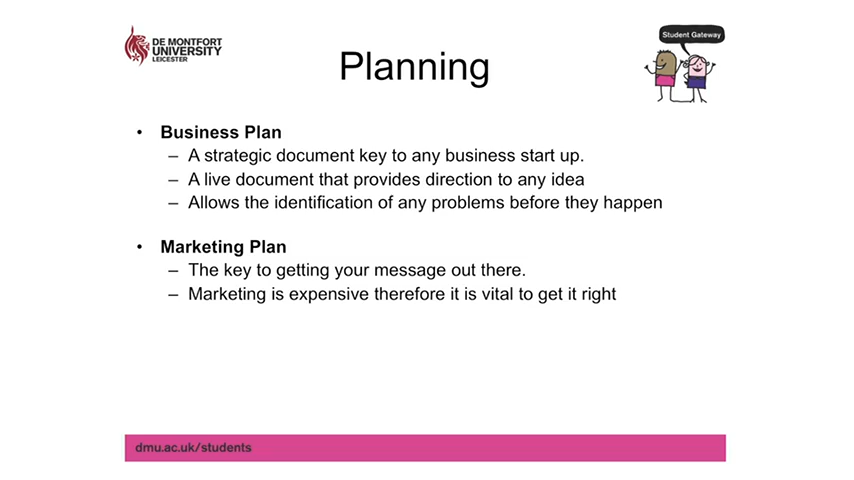 DE MONTFORT
UNIVERSITY
LEICESTER
Student Gateway
Planning
• Business Plan
– A strategic document key to any business start up.
– A live document that provides direction to any idea
– Allows the identification of any problems before they happen
• Marketing Plan
– The key to getting your message out there.
– Marketing is expensive therefore it is vital to get it right
dmu.ac.uk/students